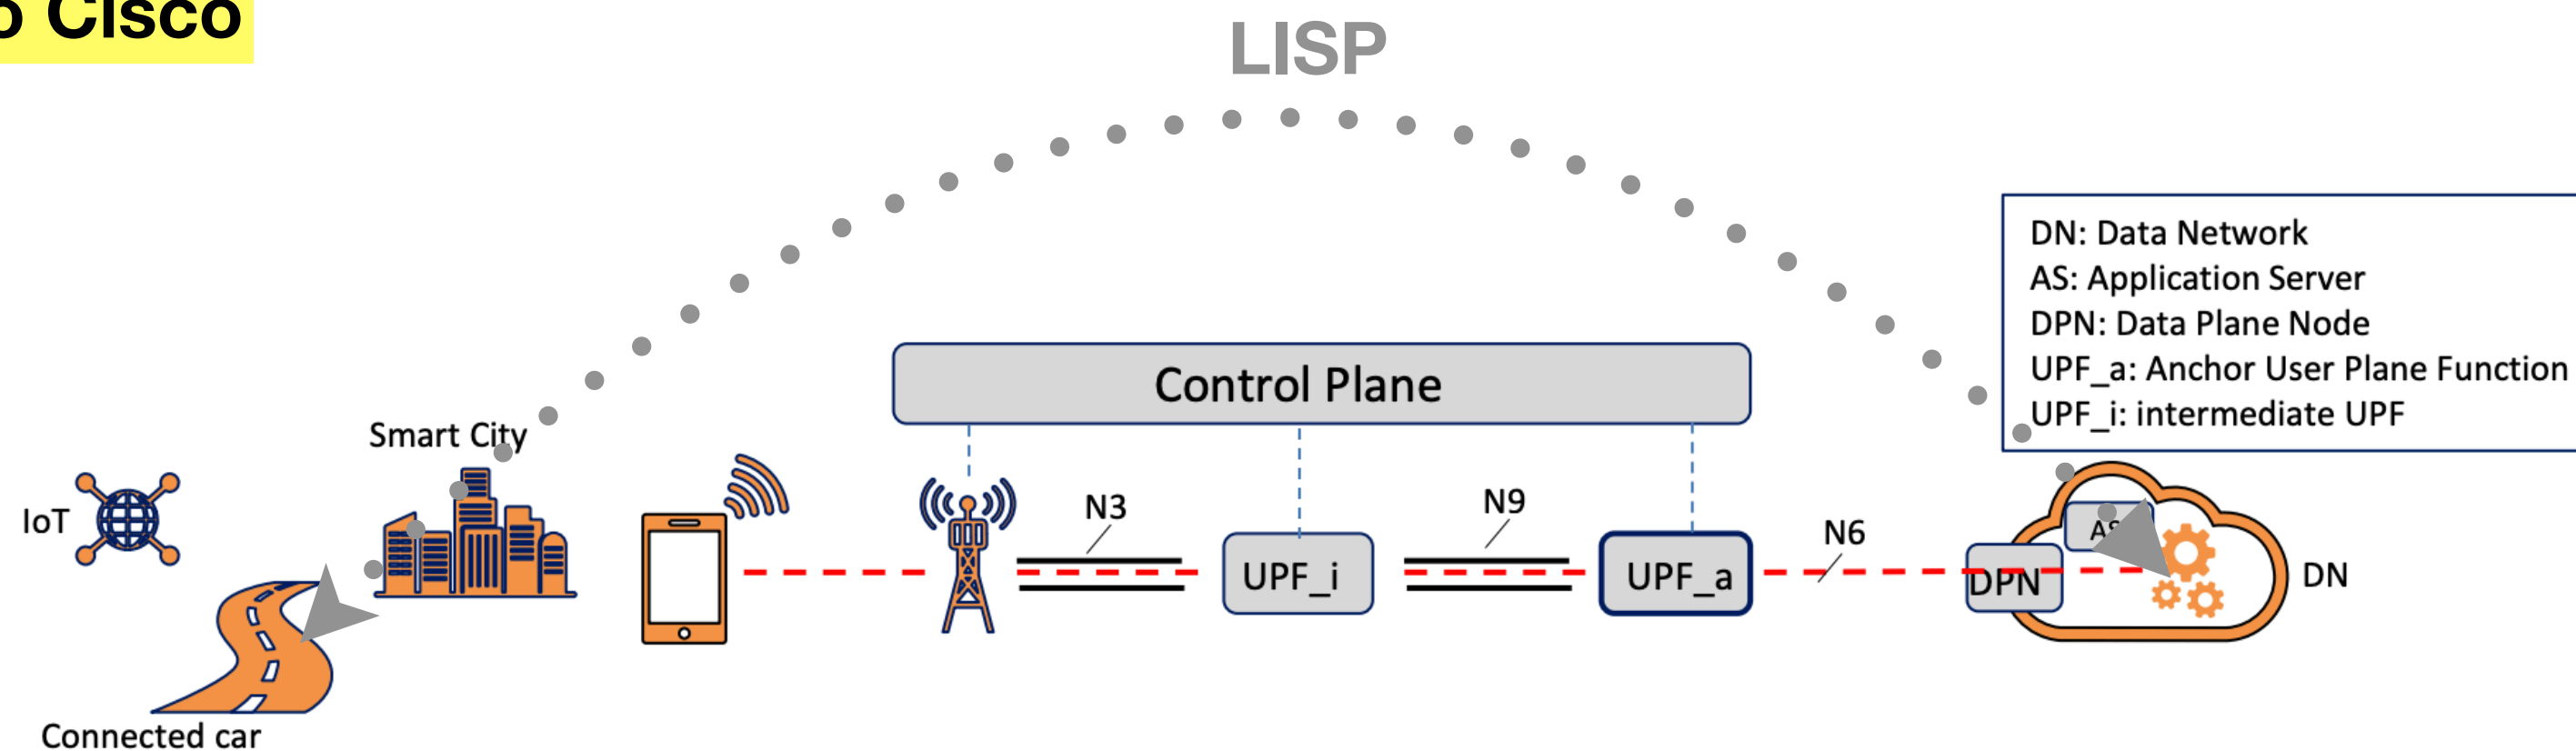 o Cisco
LISP
DN: Data Network
AS: Application Server
DPN: Data Plane Node
UPF_a: Anchor User Plane Function
UPF_i: intermediate UPF
Control Plane
Smart City
IoT
N3
N9
N6
UPF_i
UPF_a
DPN
AS
DN
Connected car